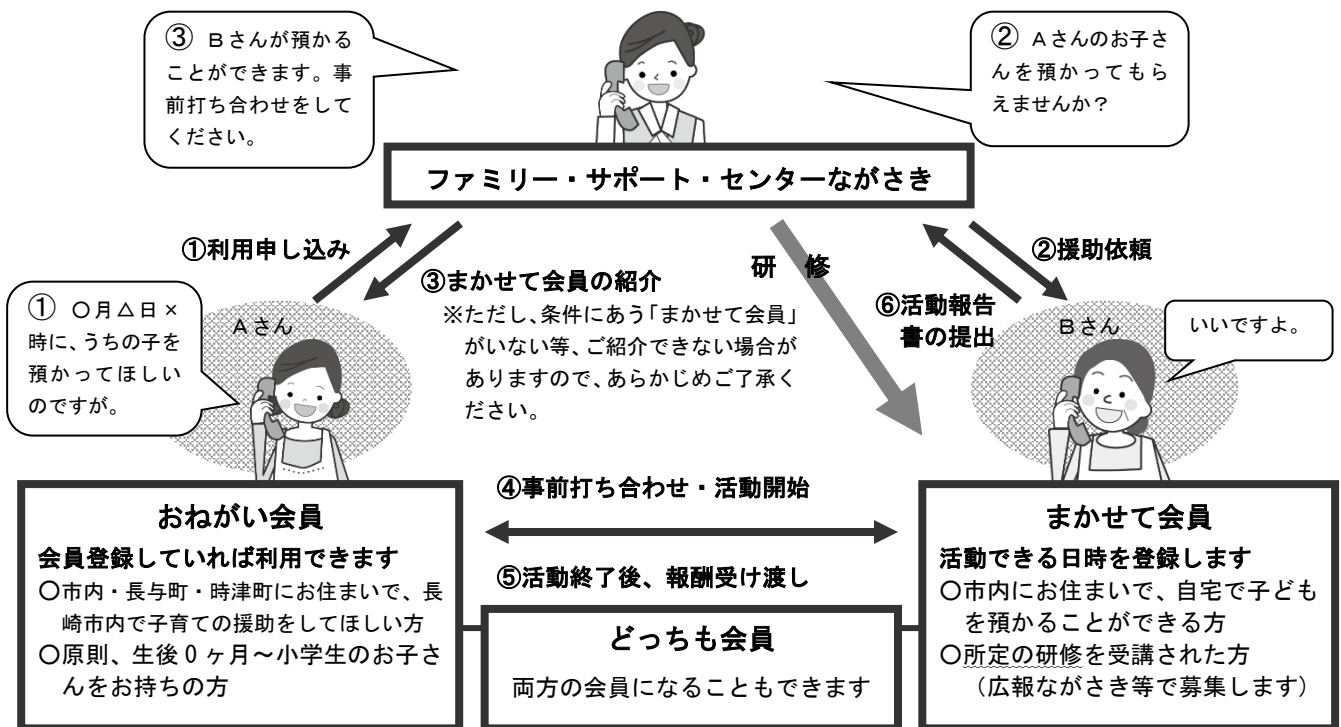 ③ Bさんが預かる
ことができます。事
前打ち合わせをして
ください。
② Aさんのお子さ
んを預かってもら
えませんか？
ファミリー・サポート・センターながさき
①利用申し込み
③まかせて会員の紹介
※ただし、条件にあう「まかせて会員」
がいない等、ご紹介できない場合が
ありますので、あらかじめご了承く
ださい。
研 修
②援助依頼
⑥活動報告
書の提出
① 〇月△日×
時に、うちの子を
預かってほしい
のですが。
Aさん
Bさん
いいですよ。
④事前打ち合わせ・活動開始
⑤活動終了後、報酬受け渡し
おねがい会員
会員登録していれば利用できます
〇市内・長与町・時津町にお住まいで、長
崎市内で子育ての援助をしてほしい方
〇原則、生後０ヶ月～小学生のお子さ
んをお持ちの方
どっちも会員
両方の会員になることもできます
まかせて会員
活動できる日時を登録します
〇市内にお住まいで、自宅で子ども
を預かることができる方
〇所定の研修を受講された方
（広報ながさき等で募集します）